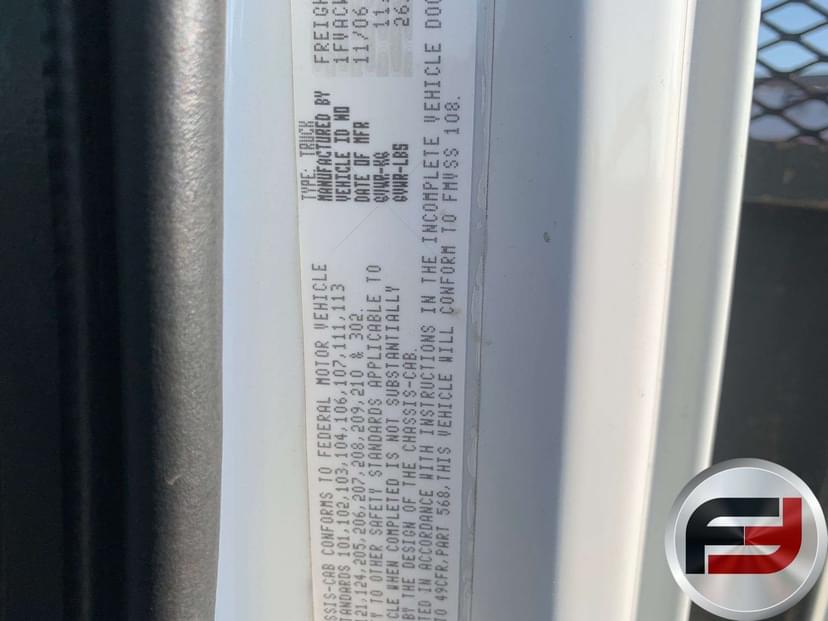 TYPE: TRUCK
MANUFACTURED BY FREIGH
VEHICLE ID NO 1FVACW
DATE OF MFR 11/06
GVWR-KG 11
GVWR-LBS 26
SSIS-CAB CONFORMS TO FEDERAL MOTOR VEHICLE
TANDARDS 101,102,103,104,106,107,111,113
121,124,205,206,207,208,209,210 & 302.
Y TO OTHER SAFETY STANDARDS APPLICABLE TO
CLE WHEN COMPLETED IS NOT SUBSTANTIALLY
BY THE DESIGN OF THE CHASSIS-CAB.
TED IN ACCORDANCE WITH INSTRUCTIONS IN THE INCOMPLETE VEHICLE DOC
TO 49CFR,PART 568,THIS VEHICLE WILL CONFORM TO FMVSS 108.